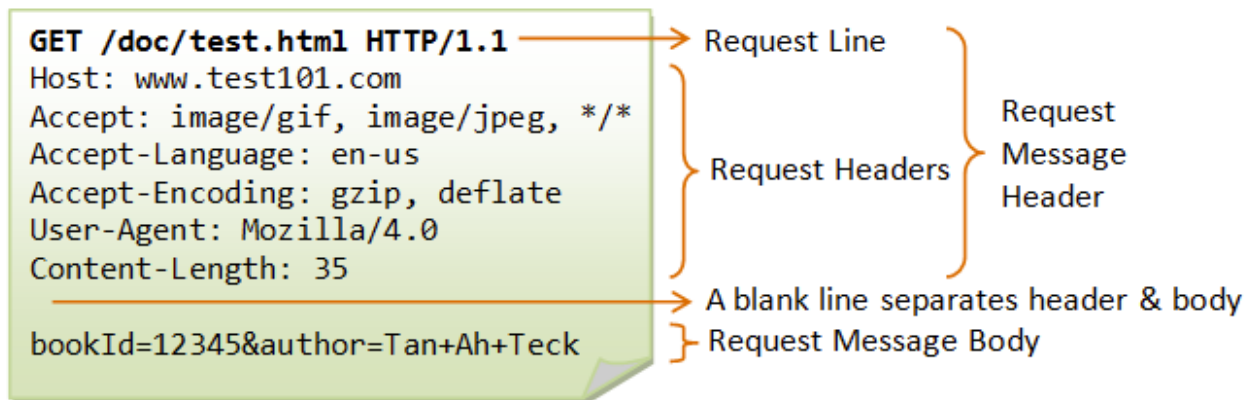 GET /doc/test.html HTTP/1.1
Host: www.test101.com
Accept: image/gif, image/jpeg, */*
Accept-Language: en-us
Accept-Encoding: gzip, deflate
User-Agent: Mozilla/4.0
Content-Length: 35
bookId=12345&author=Tan+Ah+Teck
Request Line
Request Headers
Request
Message
Header
A blank line separates header & body
Request Message Body